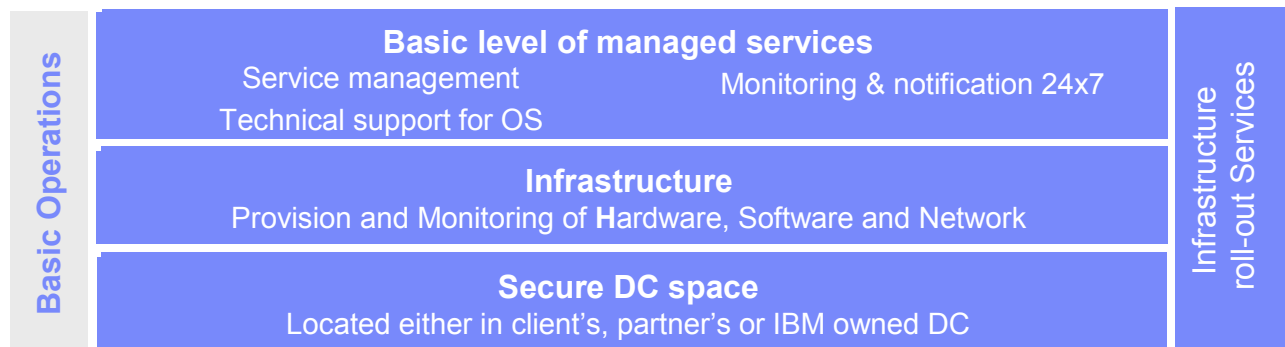 Basic Operations
Basic level of managed services
Service management
Monitoring & notification 24x7
Technical support for OS
Infrastructure
Provision and Monitoring of Hardware, Software and Network
Secure DC space
Located either in client's, partner's or IBM owned DC
Infrastructure
roll-out Services